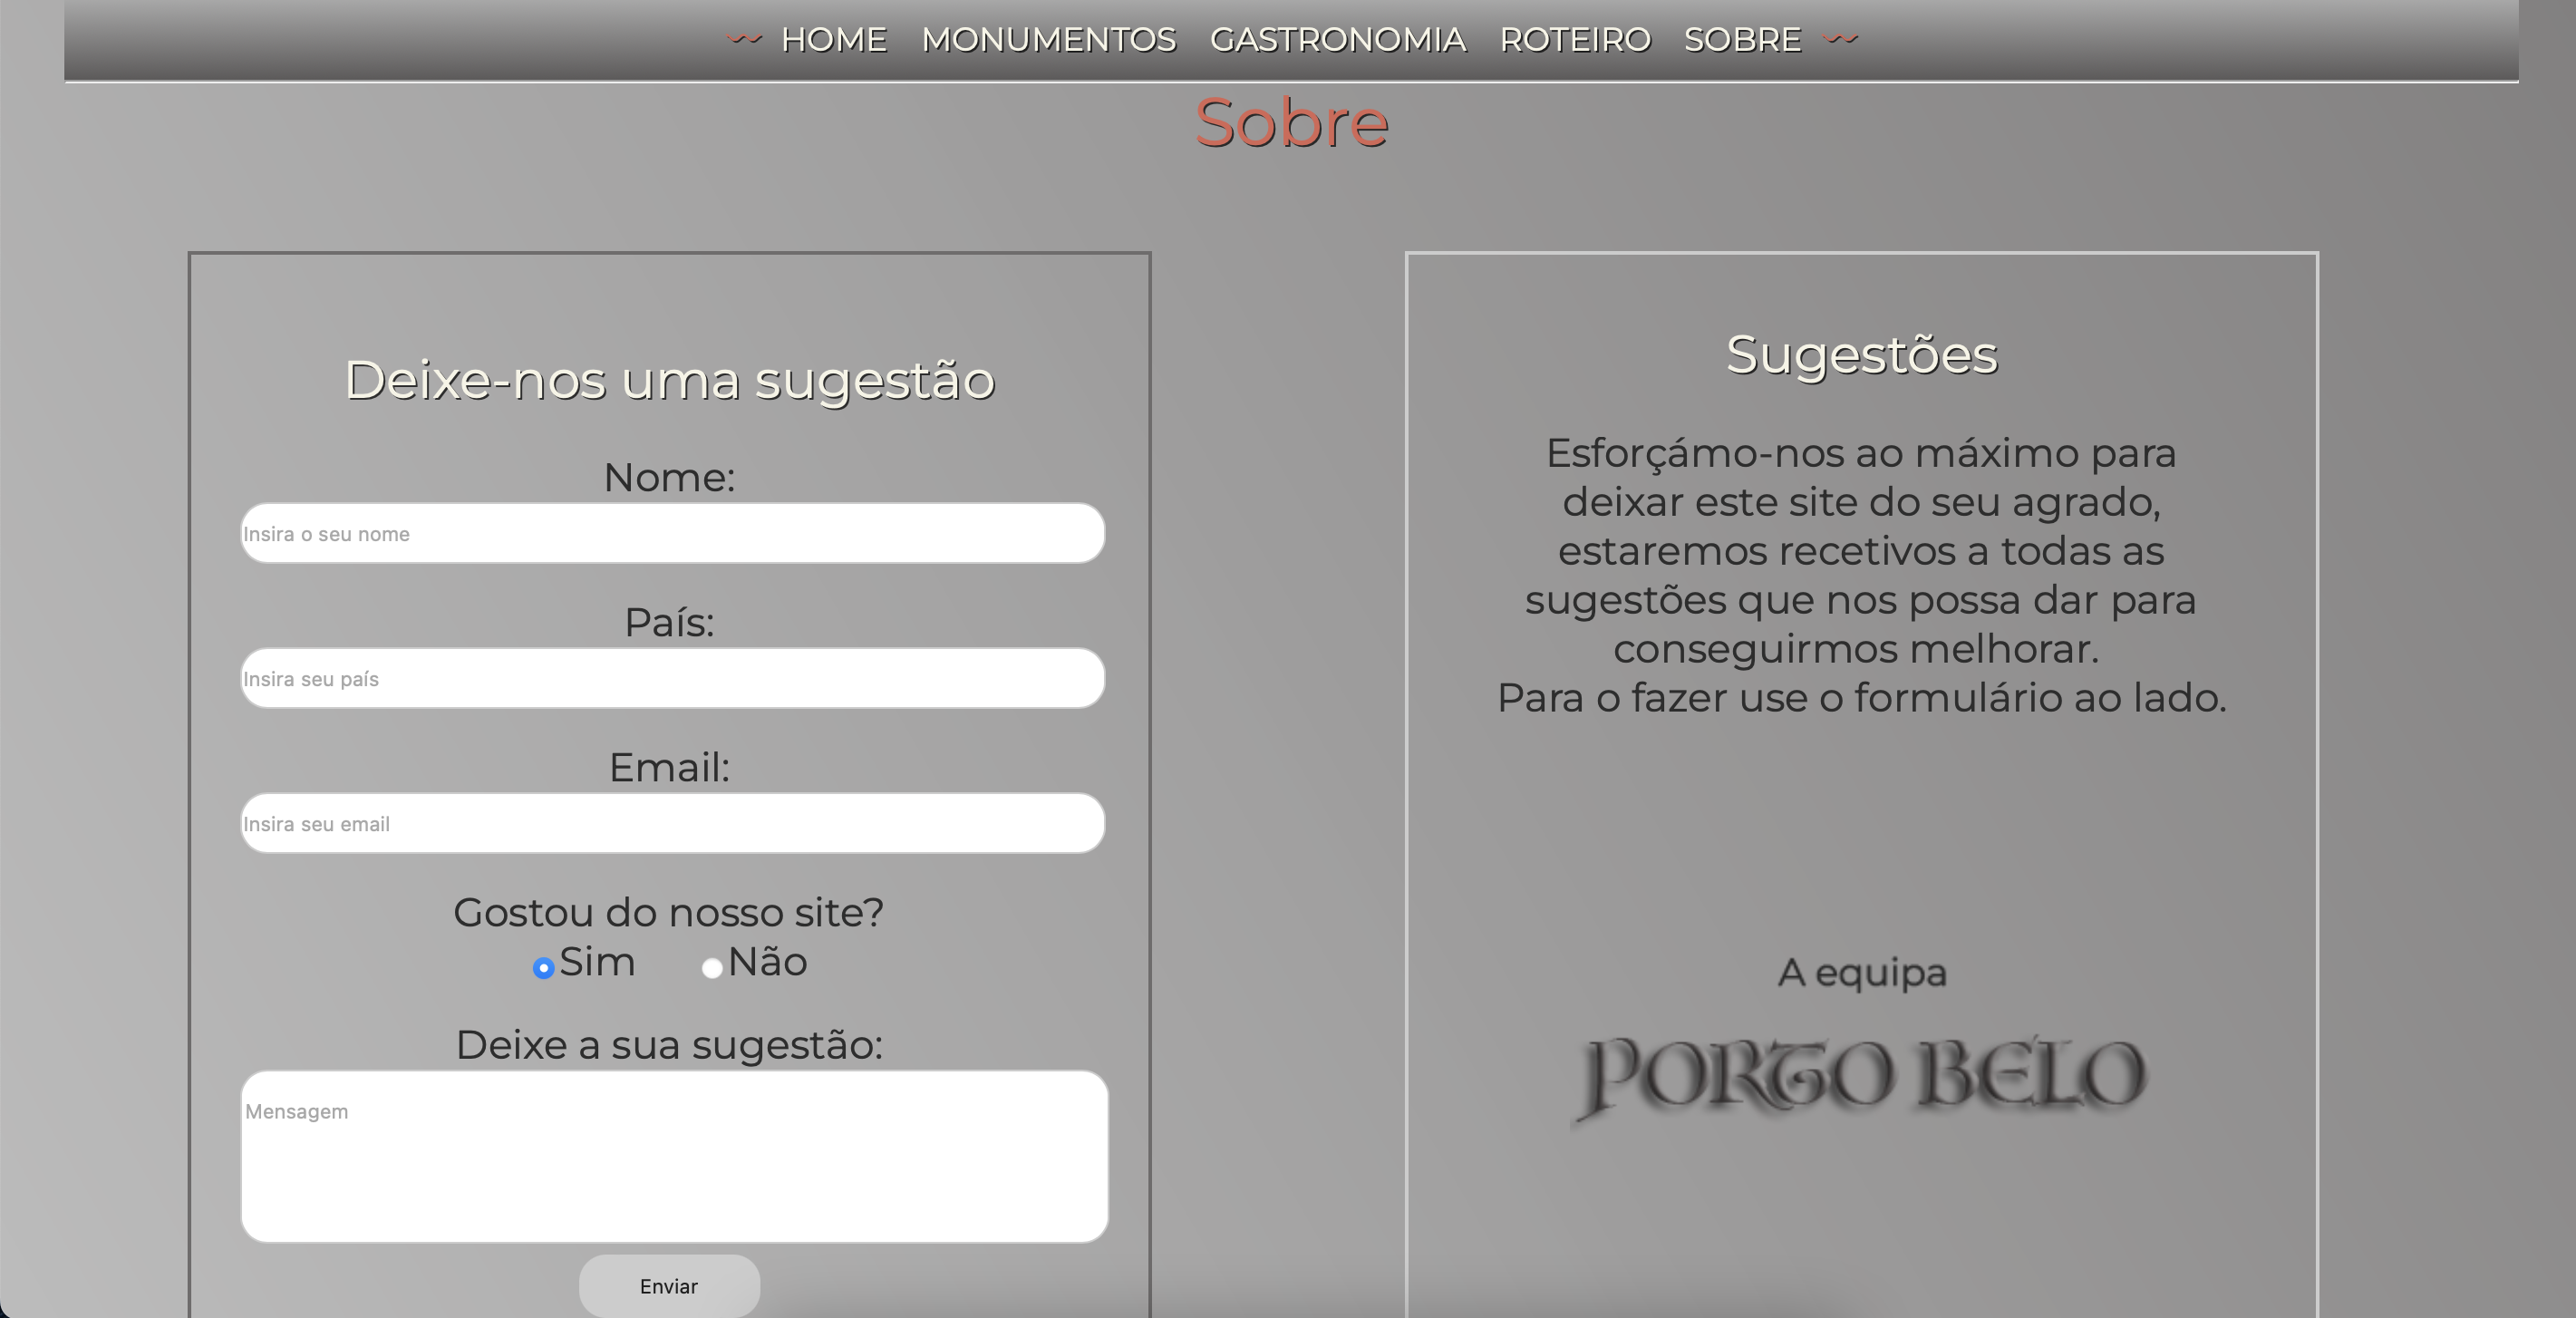 HOME MONUMENTOS GASTRONOMIA ROTEIRO SOBRE
Sobre
Deixe-nos uma sugestão
Nome:
Insira o seu nome
País:
Insira seu país
Email:
Insira seu email
Gostou do nosso site?
Sim Não
Deixe a sua sugestão:
Mensagem
Enviar
Sugestões
Esforçámo-nos ao máximo para
deixar este site do seu agrado,
estaremos recetivos a todas as
sugestões que nos possa dar para
conseguirmos melhorar.
Para o fazer use o formulário ao lado.
A equipa
PORTO BELO